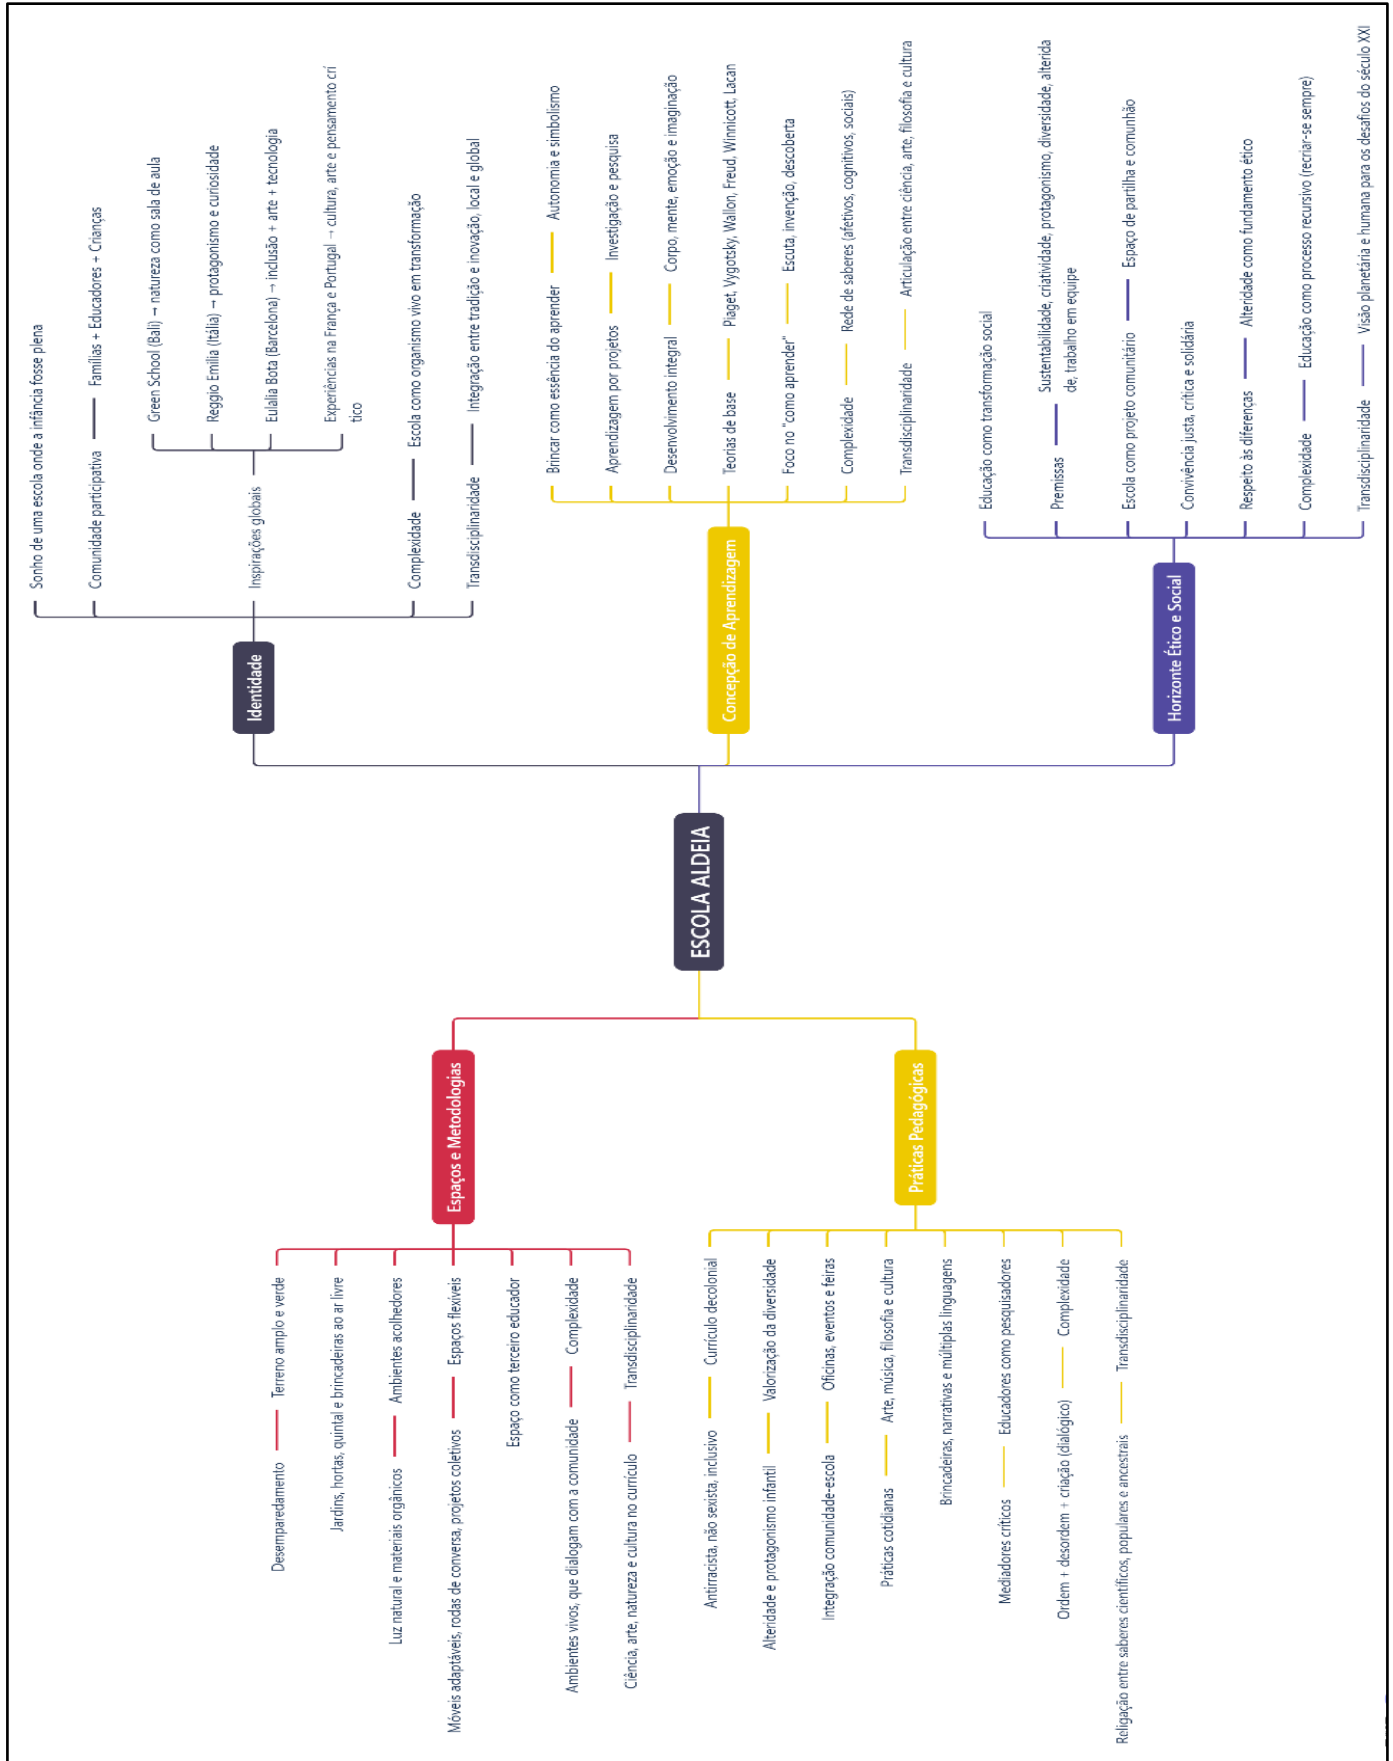 ESCOLA ALDEIA
Identidade
Sonho de uma escola onde a infância fosse plena
Comunidade participativa
Famílias + Educadores + Crianças
Inspirações globais
Green School (Bali) → natureza como sala de aula
Reggio Emilia (Itália) → protagonismo e curiosidade
Eulalia Bota (Barcelona) → inclusão + arte + tecnologia
Experiências na França e Portugal → cultura, arte e pensamento crí
tico
Complexidade
Escola como organismo vivo em transformação
Transdisciplinaridade
Integração entre tradição e inovação, local e global
Concepção de Aprendizagem
Brincar como essência do aprender
Autonomia e simbolismo
Aprendizagem por projetos
Investigação e pesquisa
Desenvolvimento integral
Corpo, mente, emoção e imaginação
Teorias de base
Piaget, Vygotsky, Wallon, Freud, Winnicott, Lacan
Foco no "como aprender"
Escuta, invenção, descoberta
Complexidade
Rede de saberes (afetivos, cognitivos, sociais)
Transdisciplinaridade
Articulação entre ciência, arte, filosofia e cultura
Horizonte Ético e Social
Educação como transformação social
Premissas
Sustentabilidade, criatividade, protagonismo, diversidade, alterida
de, trabalho em equipe
Escola como projeto comunitário
Espaço de partilha e comunhão
Convivência justa, crítica e solidária
Respeito às diferenças
Alteridade como fundamento ético
Complexidade
Educação como processo recursivo (recriar-se sempre)
Transdisciplinaridade
Visão planetária e humana para os desafios do século XXI
Espaços e Metodologias
Terreno amplo e verde
Desemparedamento
Jardins, hortas, quintal e brincadeiras ao ar livre
Ambientes acolhedores
Luz natural e materiais orgânicos
Espaços flexíveis
Móveis adaptáveis, rodas de conversa, projetos coletivos
Espaço como terceiro educador
Complexidade
Ambientes vivos, que dialogam com a comunidade
Transdisciplinaridade
Ciência, arte, natureza e cultura no currículo
Práticas Pedagógicas
Currículo decolonial
Antirracista, não sexista, inclusivo
Valorização da diversidade
Alteridade e protagonismo infantil
Oficinas, eventos e feiras
Integração comunidade-escola
Arte, música, filosofia e cultura
Práticas cotidianas
Brincadeiras, narrativas e múltiplas linguagens
Educadores como pesquisadores
Mediadores críticos
Complexidade
Ordem + desordem + criação (dialógico)
Transdisciplinaridade
Religação entre saberes científicos, populares e ancestrais